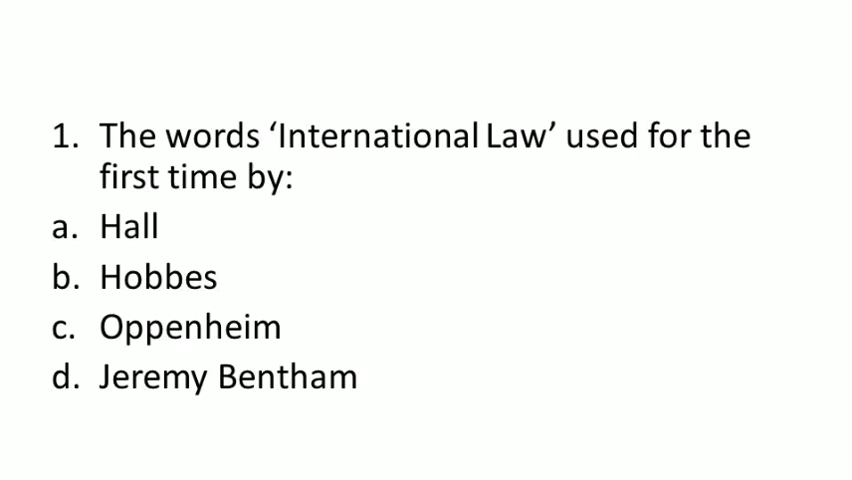 1. The words ‘International Law’ used for the
first time by:
a. Hall
b. Hobbes
c. Oppenheim
d. Jeremy Bentham